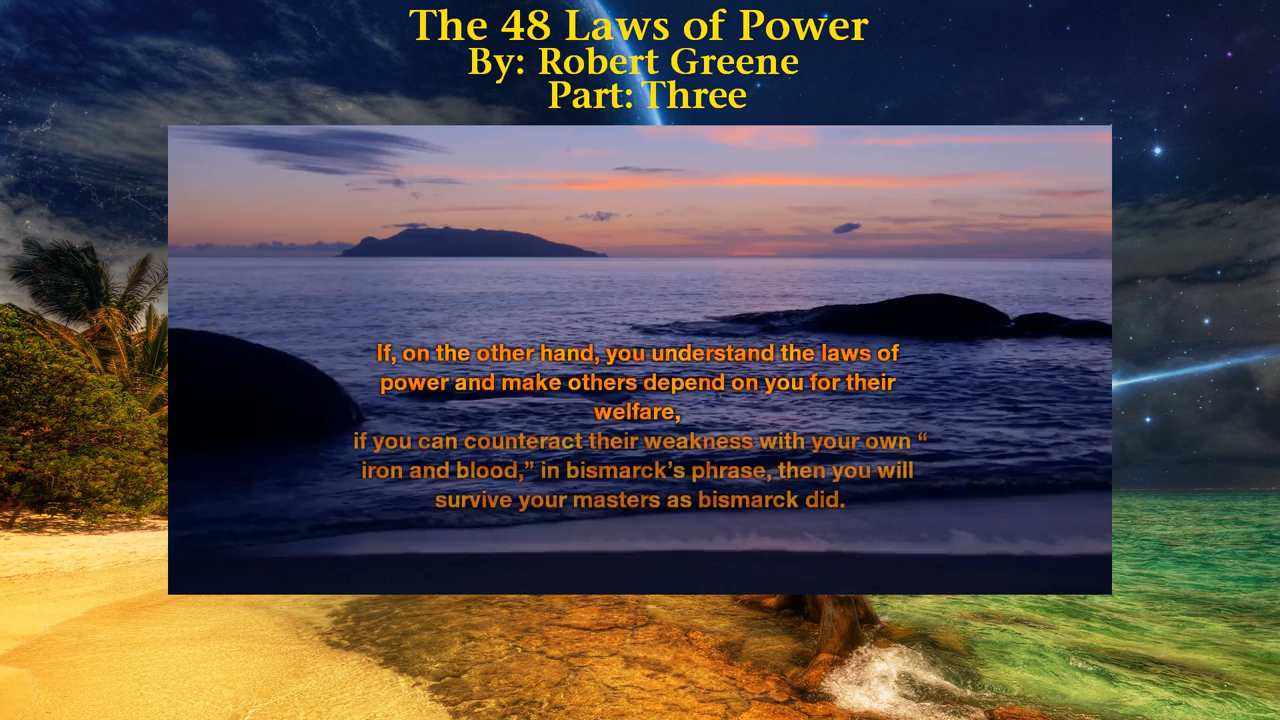 The 48 Laws of Power
By: Robert Greene
Part: Three
If, on the other hand, you understand the laws of
power and make others depend on you for their
welfare,
if you can counteract their weakness with your own “
iron and blood,” in bismarck’s phrase, then you will
survive your masters as bismarck did.